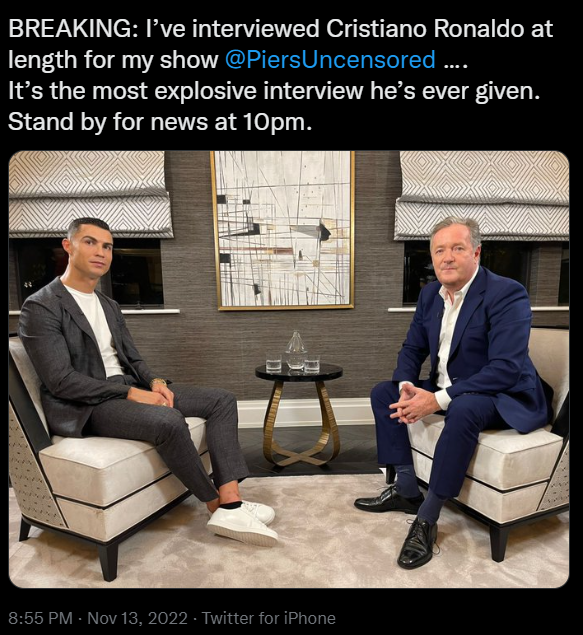 BREAKING: I’ve interviewed Cristiano Ronaldo at
length for my show @PiersUncensored ....
It’s the most explosive interview he’s ever given.
Stand by for news at 10pm.
8:55 PM · Nov 13, 2022 · Twitter for iPhone